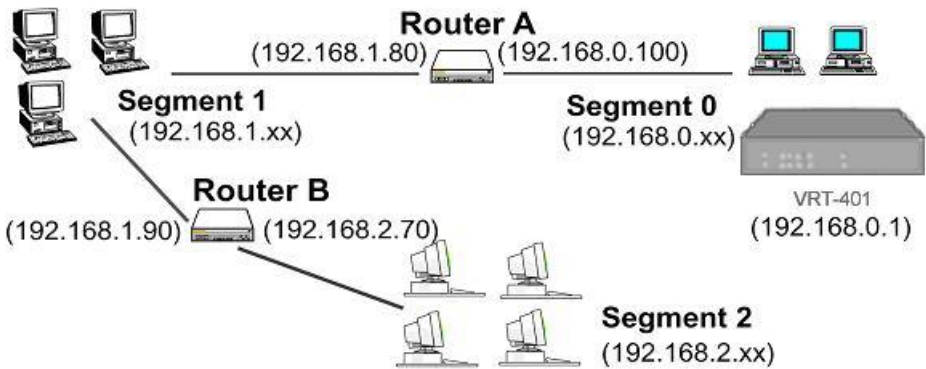 Router A
(192.168.1.80)
(192.168.0.100)
Segment 1
(192.168.1.xx)
Segment 0
(192.168.0.xx)
VRT-401
(192.168.0.1)
Router B
(192.168.1.90)
(192.168.2.70)
Segment 2
(192.168.2.xx)